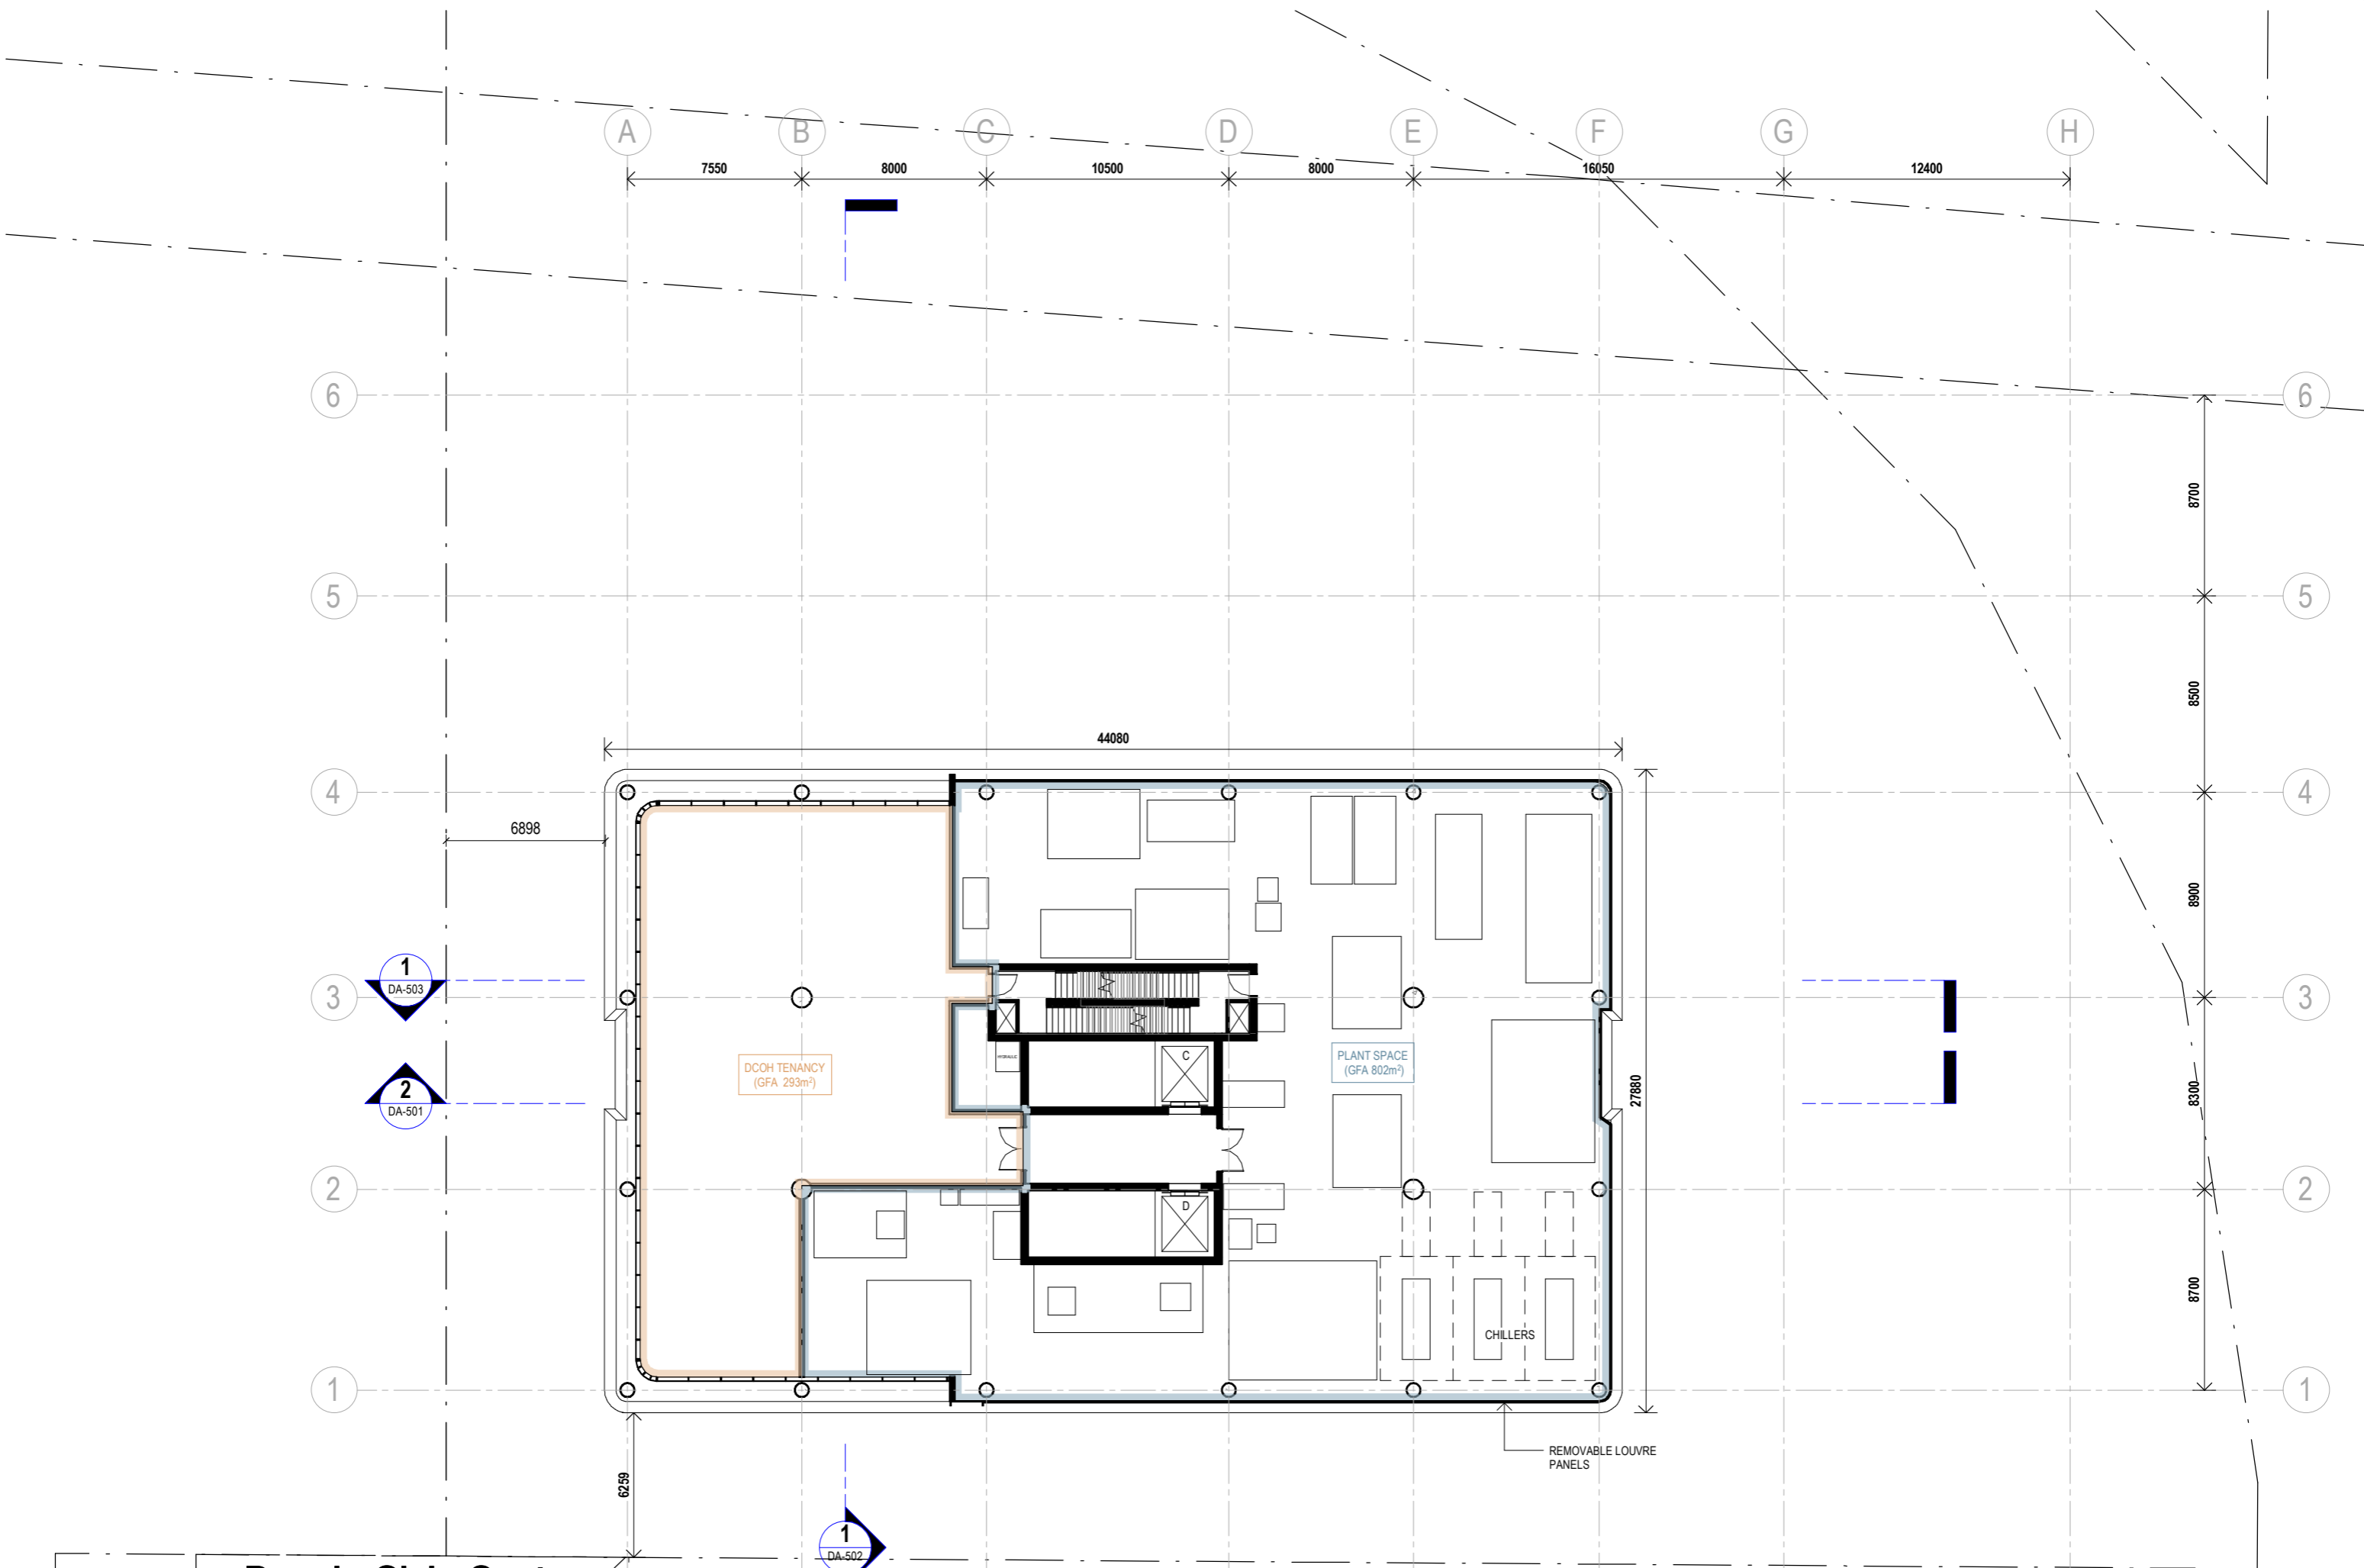 A B C D E F G H
7550 8000 10500 8000 16050 12400
6 6
8700
5 5
8500
44080
4 4
6898
8900
1
DA-503
3 3
C
DCOH TENANCY
(GFA 293m²)
PLANT SPACE
(GFA 802m²)
27880
8300
2
DA-501
2 2
D
8700
CHILLERS
1 1
REMOVABLE LOUVRE
PANELS
6259
1
DA-502